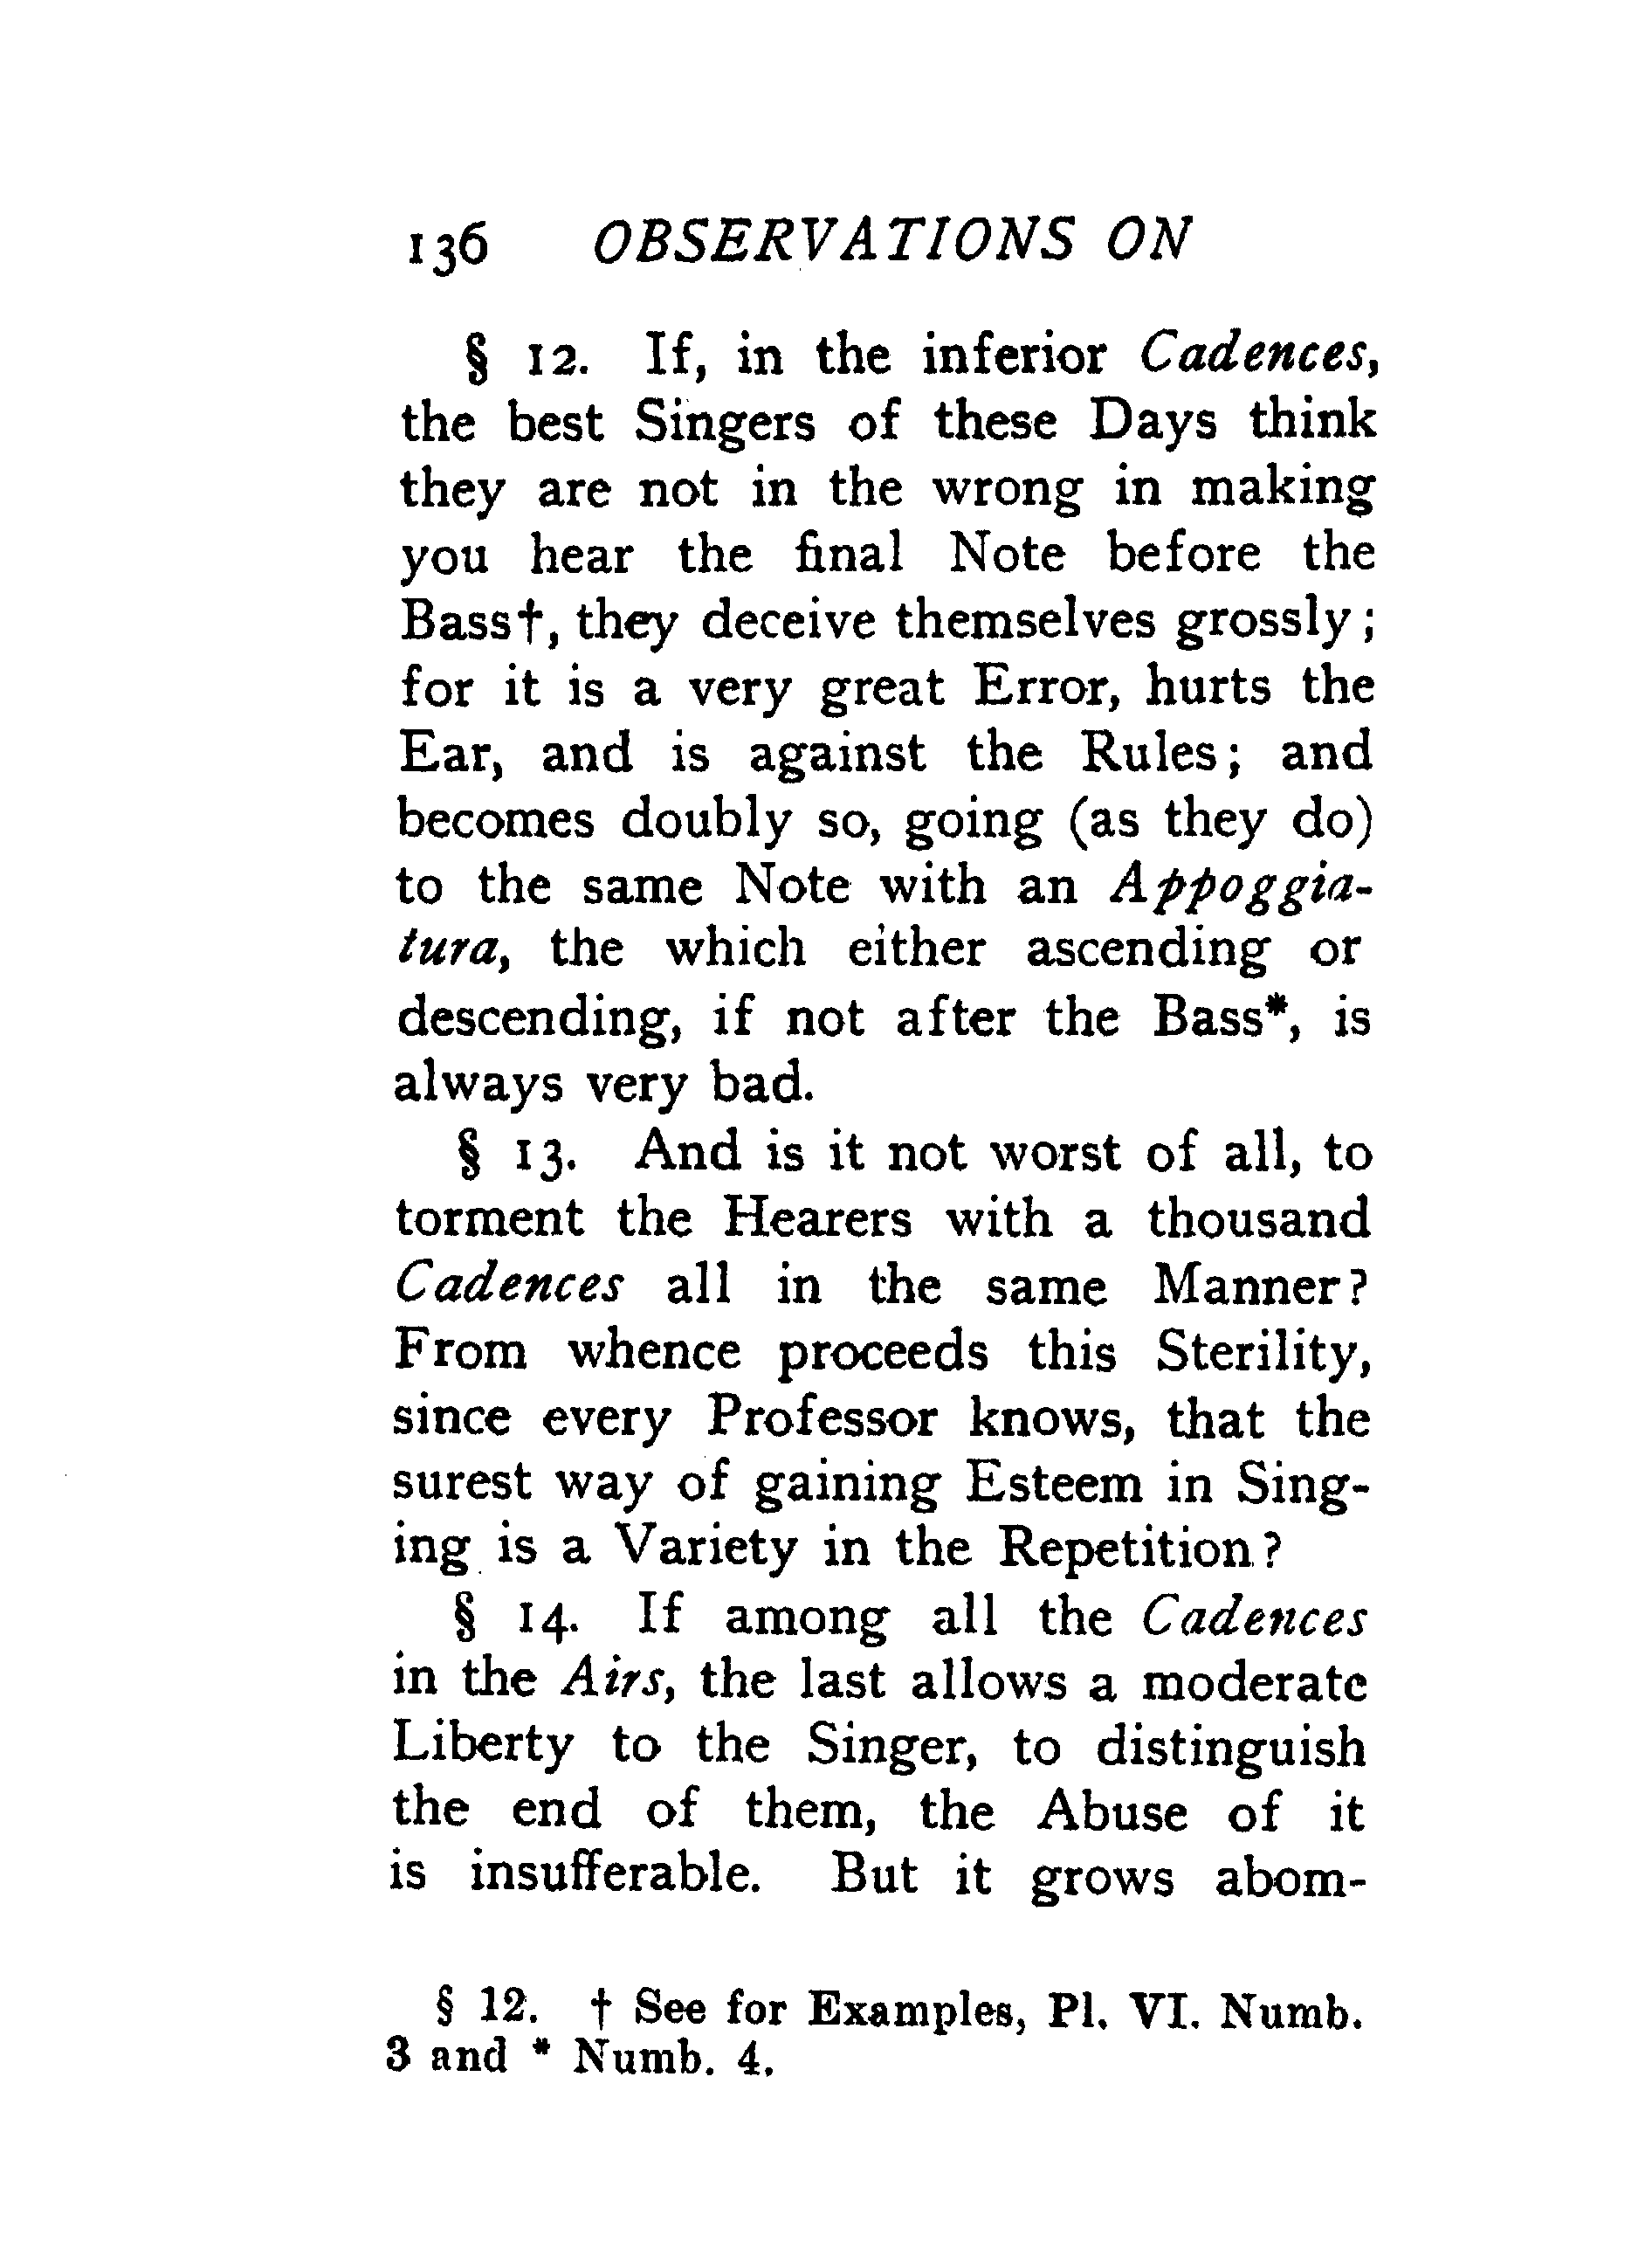 136 OBSERVATIONS ON
§ 12. If, in the inferior Cadences,
the best Singers of these Days think
they are not in the wrong in making
you hear the final Note before the
Bass†, they deceive themselves grossly;
for it is a very great Error, hurts the
Ear, and is against the Rules; and
becomes doubly so, going (as they do)
to the same Note with an Appoggia-
tura, the which either ascending or
descending, if not after the Bass*, is
always very bad.
§ 13. And is it not worst of all, to
torment the Hearers with a thousand
Cadences all in the same Manner?
From whence proceeds this Sterility,
since every Professor knows, that the
surest way of gaining Esteem in Sing-
ing is a Variety in the Repetition?
§ 14. If among all the Cadences
in the Airs, the last allows a moderate
Liberty to the Singer, to distinguish
the end of them, the Abuse of it
is insufferable. But it grows abom-
§ 12. † See for Examples, Pl. VI. Numb.
3 and * Numb. 4.